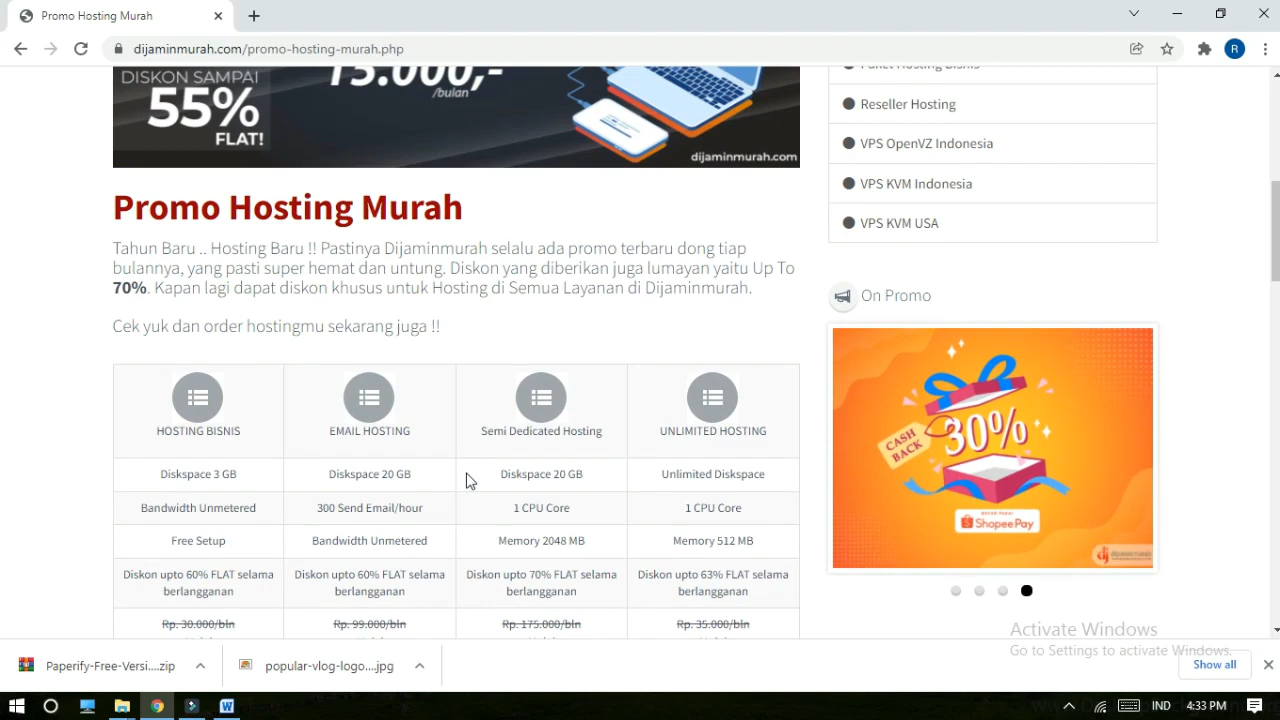 Promo Hosting Murah
dijaminmurah.com/promo-hosting-murah.php
R
DISKON SAMPAI
55%
FLAT!
15.000,-
/bulan
dijaminmurah.com
Promo Hosting Murah
Tahun Baru .. Hosting Baru !! Pastinya Dijaminmurah selalu ada promo terbaru dong tiap
bulannya, yang pasti super hemat dan untung. Diskon yang diberikan juga lumayan yaitu Up To
70%. Kapan lagi dapat diskon khusus untuk Hosting di Semua Layanan di Dijaminmurah.
Cek yuk dan order hostingmu sekarang juga !!
HOSTING BISNIS
EMAIL HOSTING
Semi Dedicated Hosting
UNLIMITED HOSTING
Diskspace 3 GB
Diskspace 20 GB
Diskspace 20 GB
Unlimited Diskspace
Bandwidth Unmetered
300 Send Email/hour
1 CPU Core
1 CPU Core
Free Setup
Bandwidth Unmetered
Memory 2048 MB
Memory 512 MB
Diskon upto 60% FLAT selama
berlangganan
Diskon upto 60% FLAT selama
berlangganan
Diskon upto 70% FLAT selama
berlangganan
Diskon upto 63% FLAT selama
berlangganan
Rp. 30.000/bln
Rp. 99.000/bln
Rp. 175.000/bln
Rp. 35.000/bln
Paket Hosting Bisnis
Reseller Hosting
VPS OpenVZ Indonesia
VPS KVM Indonesia
VPS KVM USA
On Promo
CASH
BACK
30%
ShopeePay
dijaminmurah
Activate Windows
Go to Settings to activate Windows.
Paperify-Free-Versi....zip
popular-vlog-logo....jpg
Show all
IND
4:33 PM